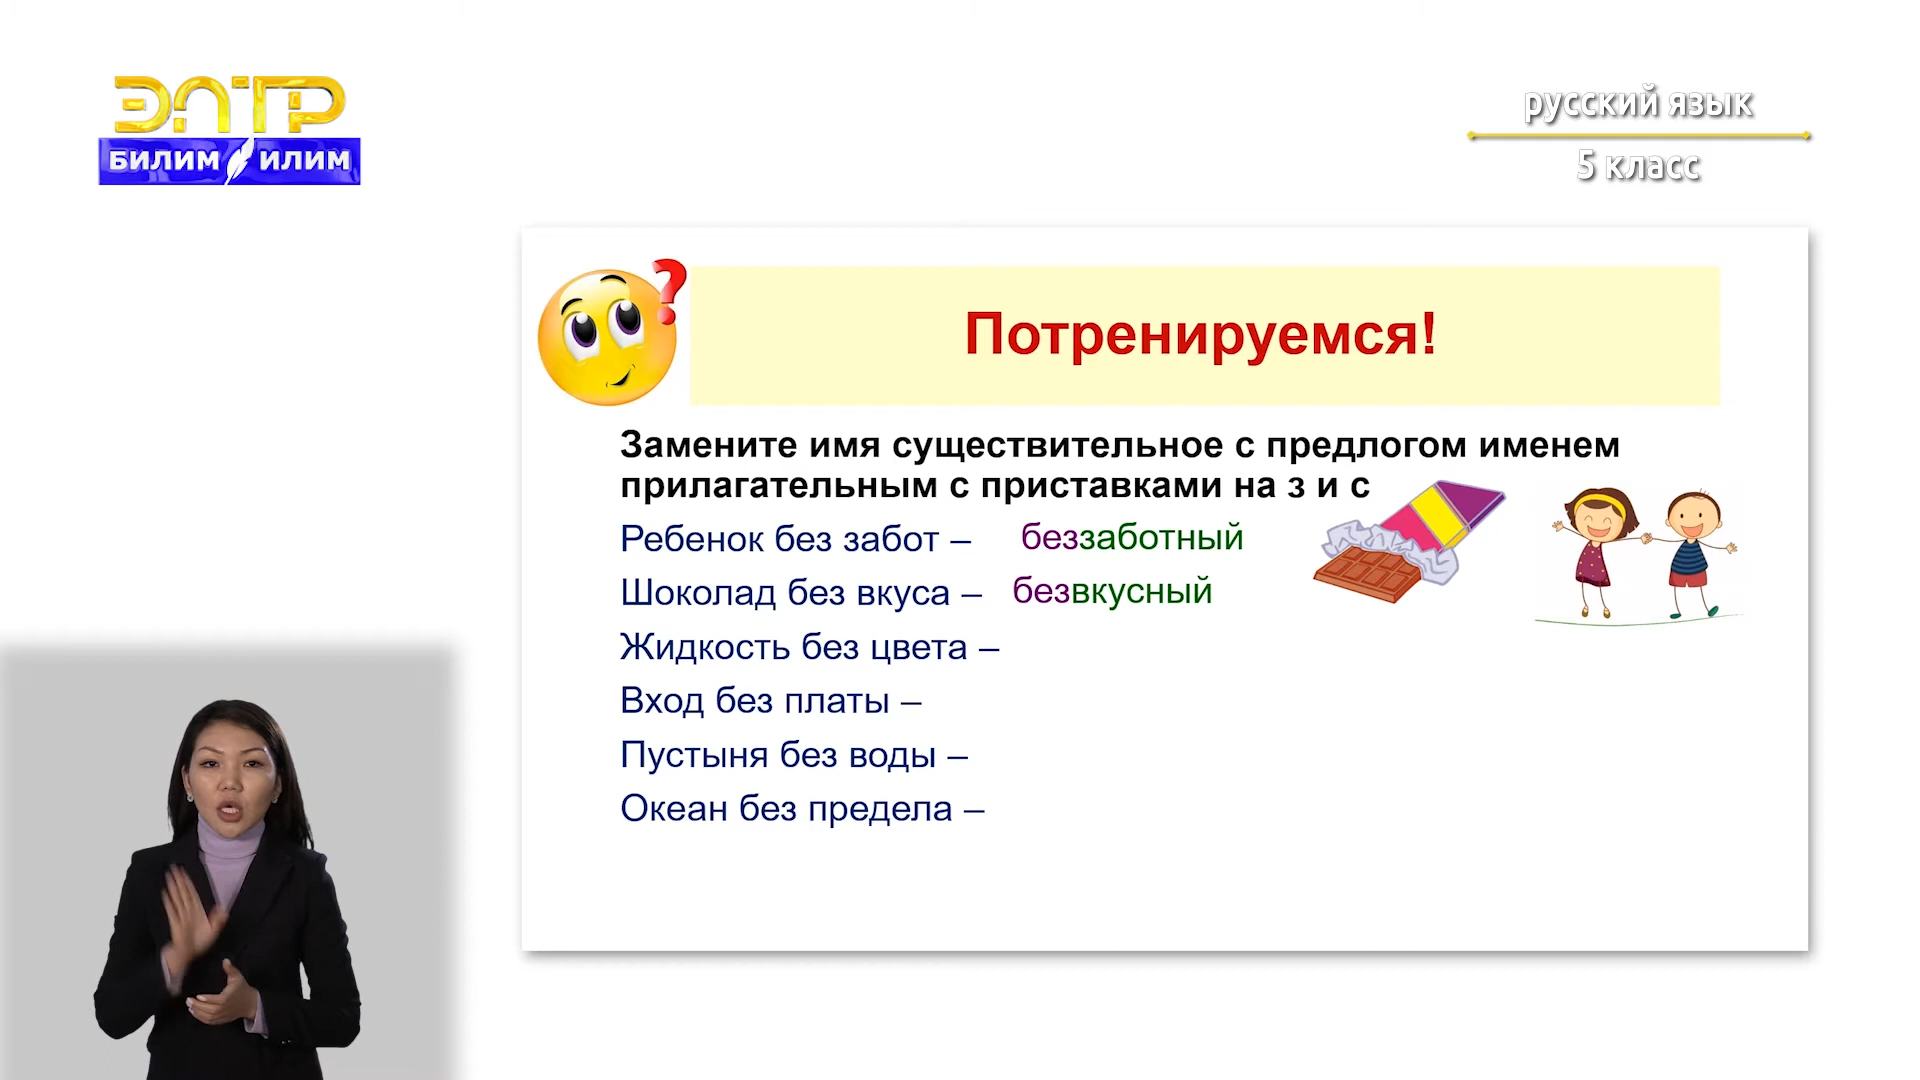 ЭЛТР
БИЛИМ ИЛИМ
русский язык
5 класс
?
Потренируемся!
Замените имя существительное с предлогом именем
прилагательным с приставками на з и с
Ребенок без забот – беззаботный
Шоколад без вкуса – безвкусный
Жидкость без цвета –
Вход без платы –
Пустыня без воды –
Океан без предела –